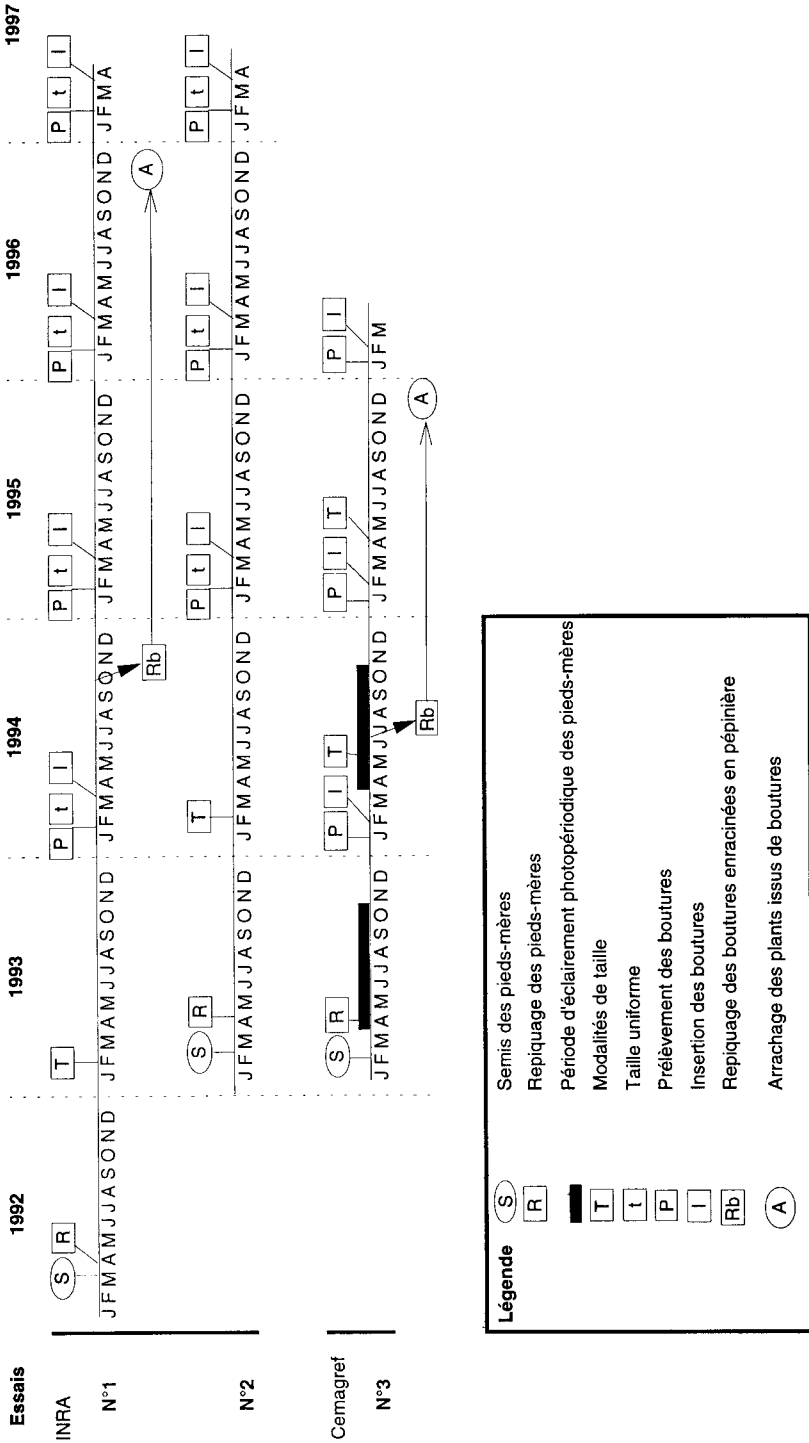 Essais 1992 1993 1994 1995 1996 1997
INRA S R T P t I P t I P t I P t I
N°1 J F M A M J J A S O N D J F M A M J J A S O N D J F M A M J J A S O N D J F M A M J J A S O N D J F M A M J J A S O N D J F M A
Rb A
S R T P t I P t I P t I
N°2 J F M A M J J A S O N D J F M A M J J A S O N D J F M A M J J A S O N D J F M A M J J A S O N D J F M A
Cemagref S R P I T P I T P I
N°3 J F M A M J J A S O N D J F M A M J J A S O N D J F M A M J J A S O N D J F M
Rb A
Légende
S Semis des pieds-mères
R Repiquage des pieds-mères
Période d'éclairement photopériodique des pieds-mères
T Modalités de taille
t Taille uniforme
P Prélèvement des boutures
I Insertion des boutures
Rb Repiquage des boutures enracinées en pépinière
A Arrachage des plants issus de boutures